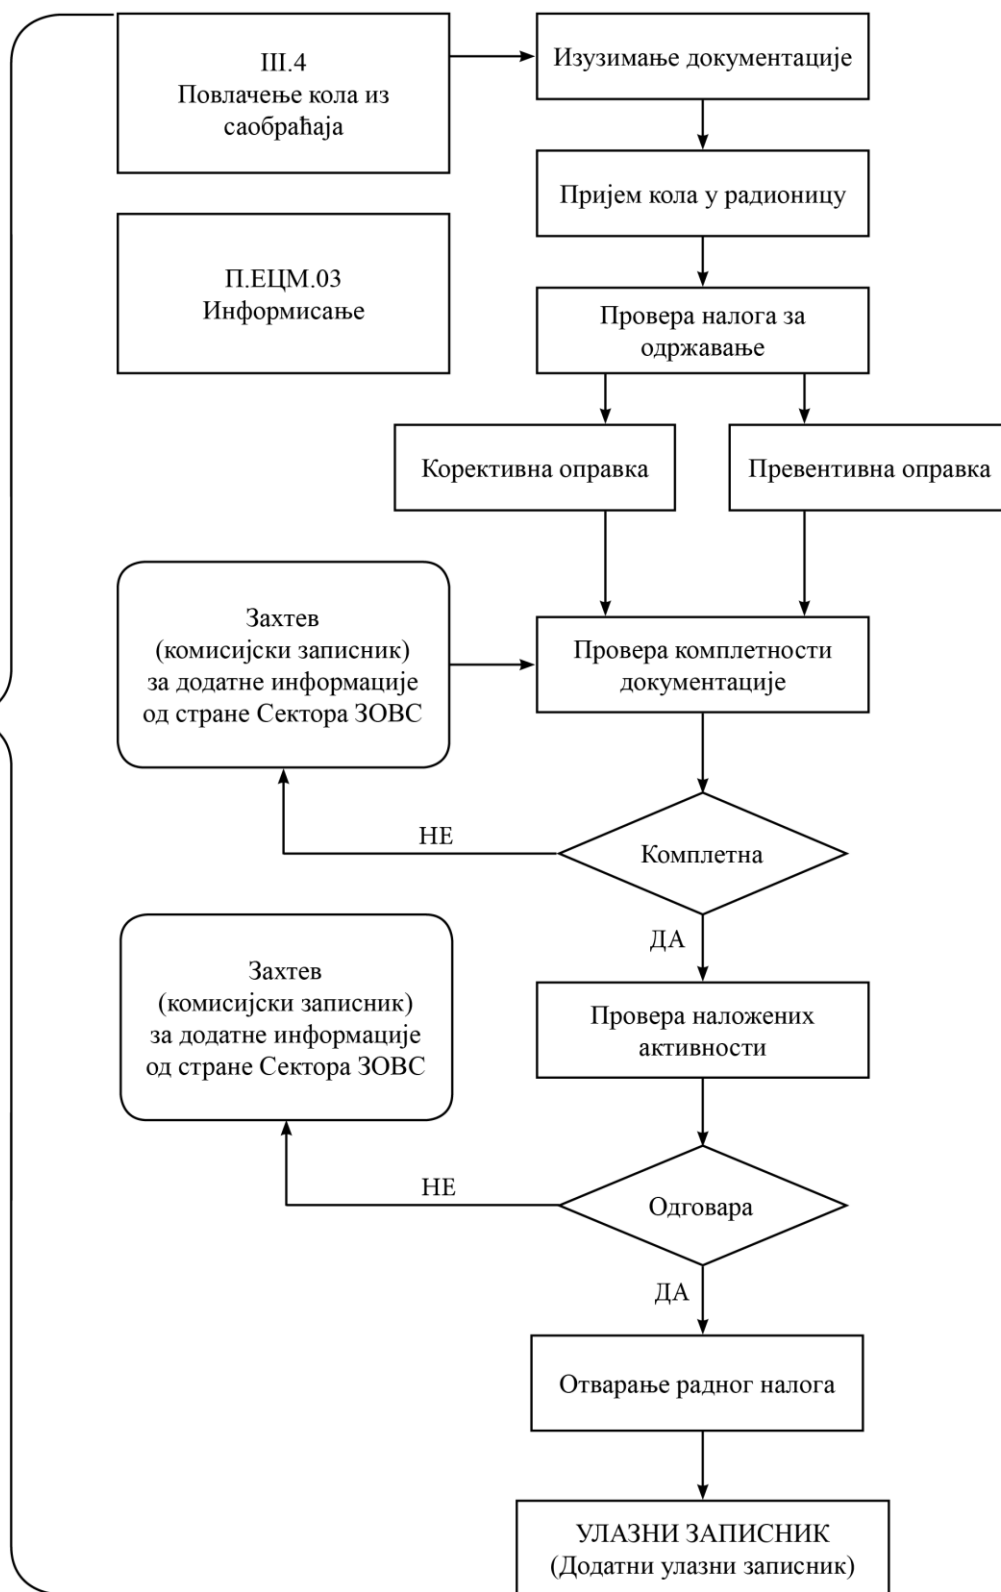 III.4
Повлачење кола из
саобраћаја
Изузимање документације
Пријем кола у радионицу
П.ЕЦМ.03
Информисање
Провера налога за
одржавање
Корективна оправка
Превентивна оправка
Захтев
(комисијски записник)
за додатне информације
од стране Сектора ЗОВС
Провера комплетности
документације
НЕ
Комплетна
ДА
Захтев
(комисијски записник)
за додатне информације
од стране Сектора ЗОВС
Провера наложених
активности
НЕ
Одговара
ДА
Отварање радног налога
УЛАЗНИ ЗАПИСНИК
(Додатни улазни записник)